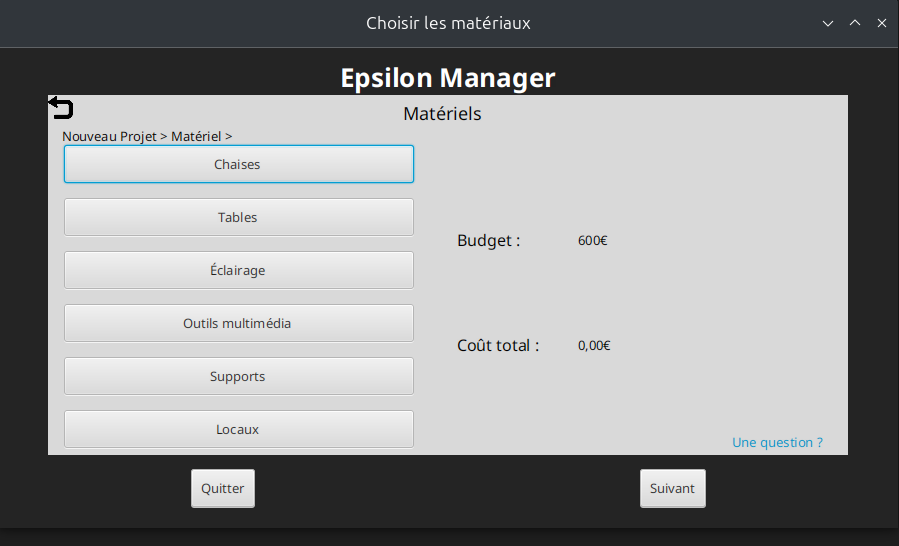 Choisir les matériaux
Epsilon Manager
Matériels
Nouveau Projet > Matériel >
Chaises
Tables
Éclairage
Outils multimédia
Supports
Locaux
Budget : 600€
Coût total : 0,00€
Une question ?
Quitter
Suivant